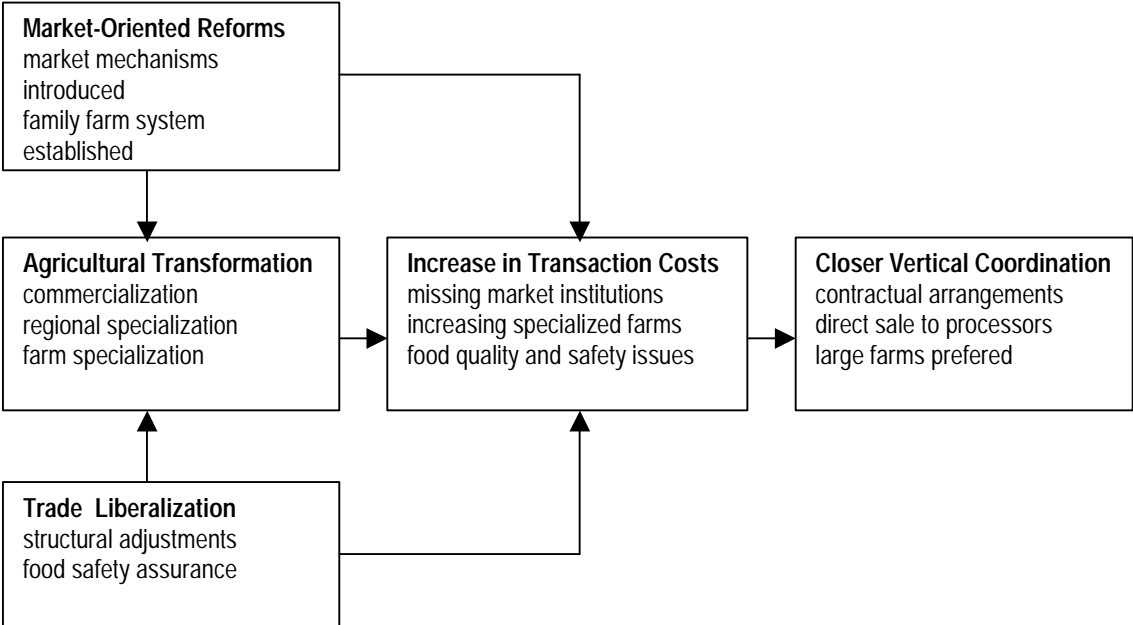 Market-Oriented Reforms
market mechanisms
introduced
family farm system
established
Agricultural Transformation
commercialization
regional specialization
farm specialization
Increase in Transaction Costs
missing market institutions
increasing specialized farms
food quality and safety issues
Closer Vertical Coordination
contractual arrangements
direct sale to processors
large farms prefered
Trade Liberalization
structural adjustments
food safety assurance